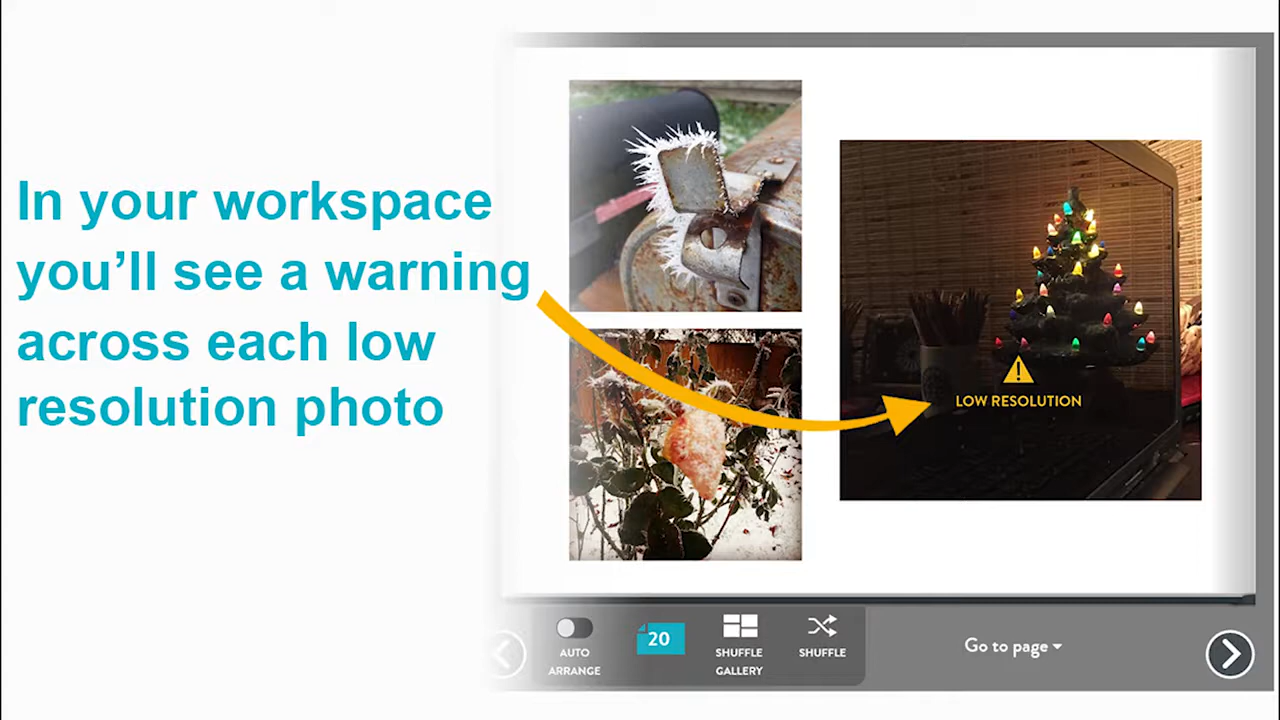 In your workspace
you’ll see a warning
across each low
resolution photo
LOW RESOLUTION
AUTO
ARRANGE
20
SHUFFLE
GALLERY
SHUFFLE
Go to page